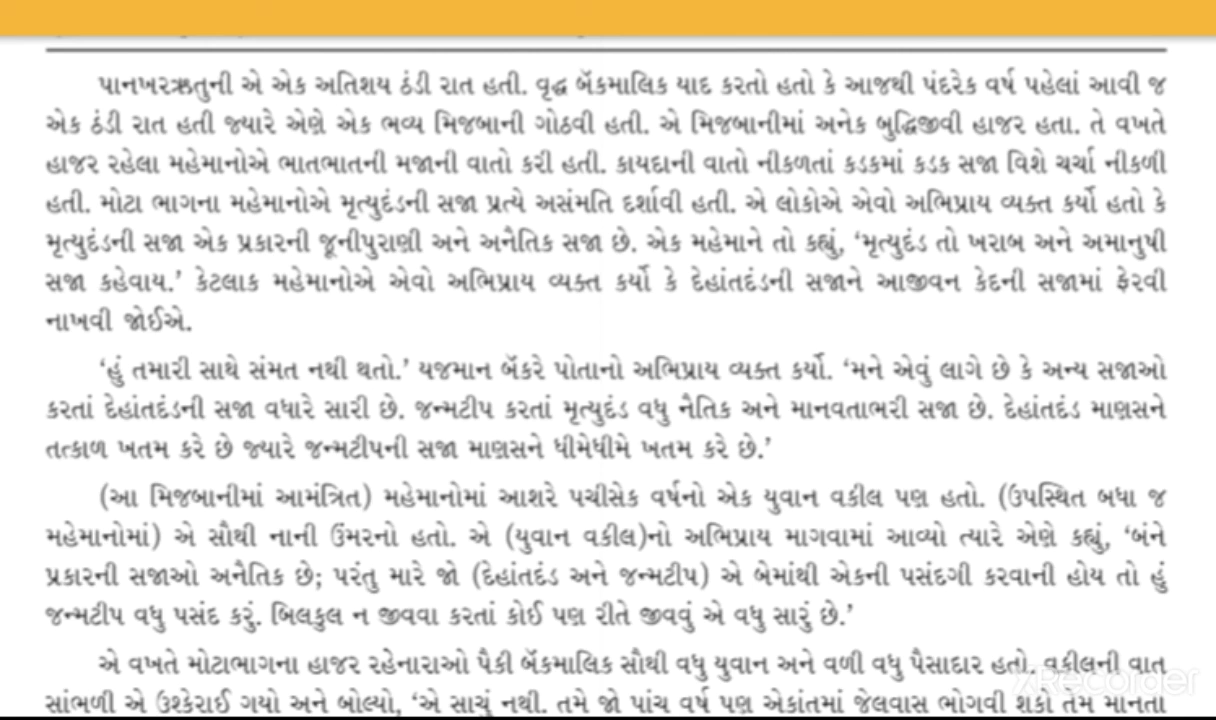 પાનખરઋતુની એ એક અતિશય ઠંડી રાત હતી. વૃદ્ધ બૅંકમાલિક યાદ કરતો હતો કે આજથી પંદરેક વર્ષ પહેલાં આવી જ
એક ઠંડી રાત હતી જ્યારે એણે એક ભવ્ય મિજબાની ગોઠવી હતી. એ મિજબાનીમાં અનેક બુદ્ધિજીવી હાજર હતા. તે વખતે
હાજર રહેલા મહેમાનોએ ભાતભાતની મજાની વાતો કરી હતી. કાયદાની વાતો નીકળતાં કડકમાં કડક સજા વિશે ચર્ચા નીકળી
હતી. મોટા ભાગના મહેમાનોએ મૃત્યુદંડની સજા પ્રત્યે અસંમતિ દર્શાવી હતી. એ લોકોએ એવો અભિપ્રાય વ્યક્ત કર્યો હતો કે
મૃત્યુદંડની સજા એક પ્રકારની જૂનીપુરાણી અને અનૈતિક સજા છે. એક મહેમાને તો કહ્યું, ‘મૃત્યુદંડ તો ખરાબ અને અમાનુષી
સજા કહેવાય.’ કેટલાક મહેમાનોએ એવો અભિપ્રાય વ્યક્ત કર્યો કે દેહાંતદંડની સજાને આજીવન કેદની સજામાં ફેરવી
નાખવી જોઈએ.
‘હું તમારી સાથે સંમત નથી થતો.’ યજમાન બૅંકરે પોતાનો અભિપ્રાય વ્યક્ત કર્યો. ‘મને એવું લાગે છે કે અન્ય સજાઓ
કરતાં દેહાંતદંડની સજા વધારે સારી છે. જન્મટીપ કરતાં મૃત્યુદંડ વધુ નૈતિક અને માનવતાભરી સજા છે. દેહાંતદંડ માણસને
તત્કાળ ખતમ કરે છે જ્યારે જન્મટીપની સજા માણસને ધીમેધીમે ખતમ કરે છે.’
(આ મિજબાનીમાં આમંત્રિત) મહેમાનોમાં આશરે પચીસેક વર્ષનો એક યુવાન વકીલ પણ હતો. (ઉપસ્થિત બધા જ
મહેમાનોમાં) એ સૌથી નાની ઉંમરનો હતો. એ (યુવાન વકીલ)નો અભિપ્રાય માગવામાં આવ્યો ત્યારે એણે કહ્યું, ‘બંને
પ્રકારની સજાઓ અનૈતિક છે; પરંતુ મારે જો (દેહાંતદંડ અને જન્મટીપ) એ બેમાંથી એકની પસંદગી કરવાની હોય તો હું
જન્મટીપ વધુ પસંદ કરું. બિલકુલ ન જીવવા કરતાં કોઈ પણ રીતે જીવવું એ વધુ સારું છે.’
એ વખતે મોટાભાગના હાજર રહેનારાઓ પૈકી બૅંકમાલિક સૌથી વધુ યુવાન અને વળી વધુ પૈસાદાર હતો. વકીલની વાત
સાંભળી એ ઉશ્કેરાઈ ગયો અને બોલ્યો, ‘એ સાચું નથી. તમે જો પાંચ વર્ષ પણ એકાંતમાં જેલવાસ ભોગવી શકો તેમ માનતા
XRecorder